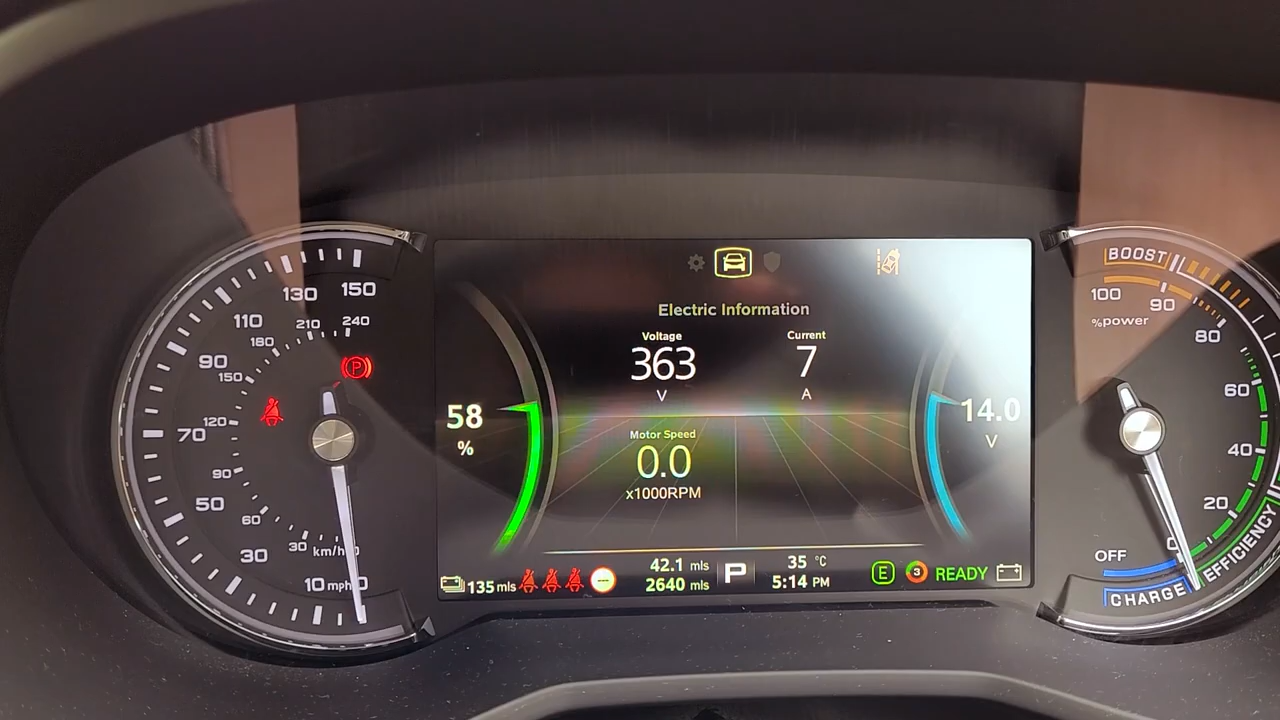 150
130
110
90
70
50
30
10 mph 0
240
210
180
150
120
90
60
30 km/h 0
P
Electric Information
Voltage Current
363 7
V A
58
%
14.0
V
Motor Speed
0.0
x1000RPM
135 mls
42.1 mls
2640 mls
P
35 °C
5:14 PM
E
3
READY
BOOST
100
90
%power
80
60
40
20
0
OFF
CHARGE
EFFICIENCY